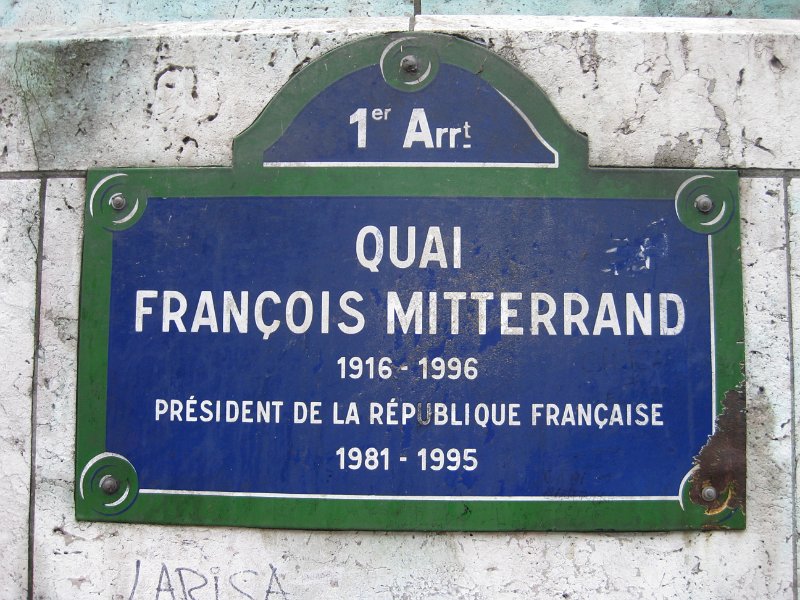 1er Arrt
QUAI
FRANÇOIS MITTERRAND
1916 - 1996
PRÉSIDENT DE LA RÉPUBLIQUE FRANÇAISE
1981 - 1995
LARISA